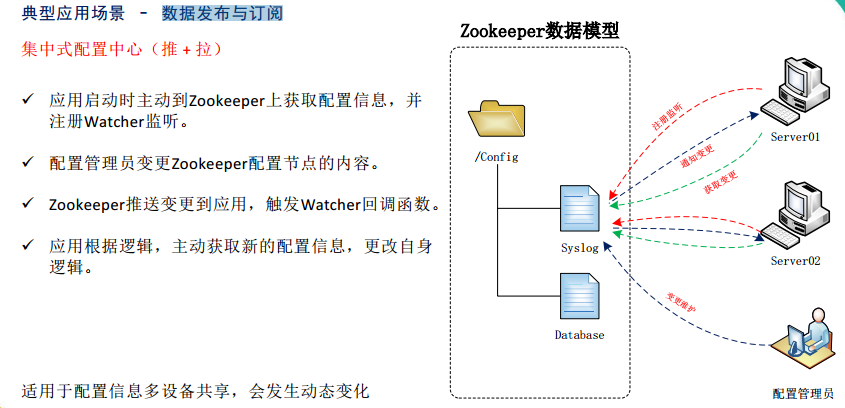 典型应用场景 - 数据发布与订阅
集中式配置中心（推 + 拉）
✓ 应用启动时主动到Zookeeper上获取配置信息，并
注册Watcher监听。
✓ 配置管理员变更Zookeeper配置节点的内容。
✓ Zookeeper推送变更到应用，触发Watcher回调函数。
✓ 应用根据逻辑，主动获取新的配置信息，更改自身
逻辑。
适用于配置信息多设备共享，会发生动态变化
Zookeeper数据模型
/Config
Syslog
Database
注册监听
通知变更
获取变更
Server01
Server02
变更维护
配置管理员